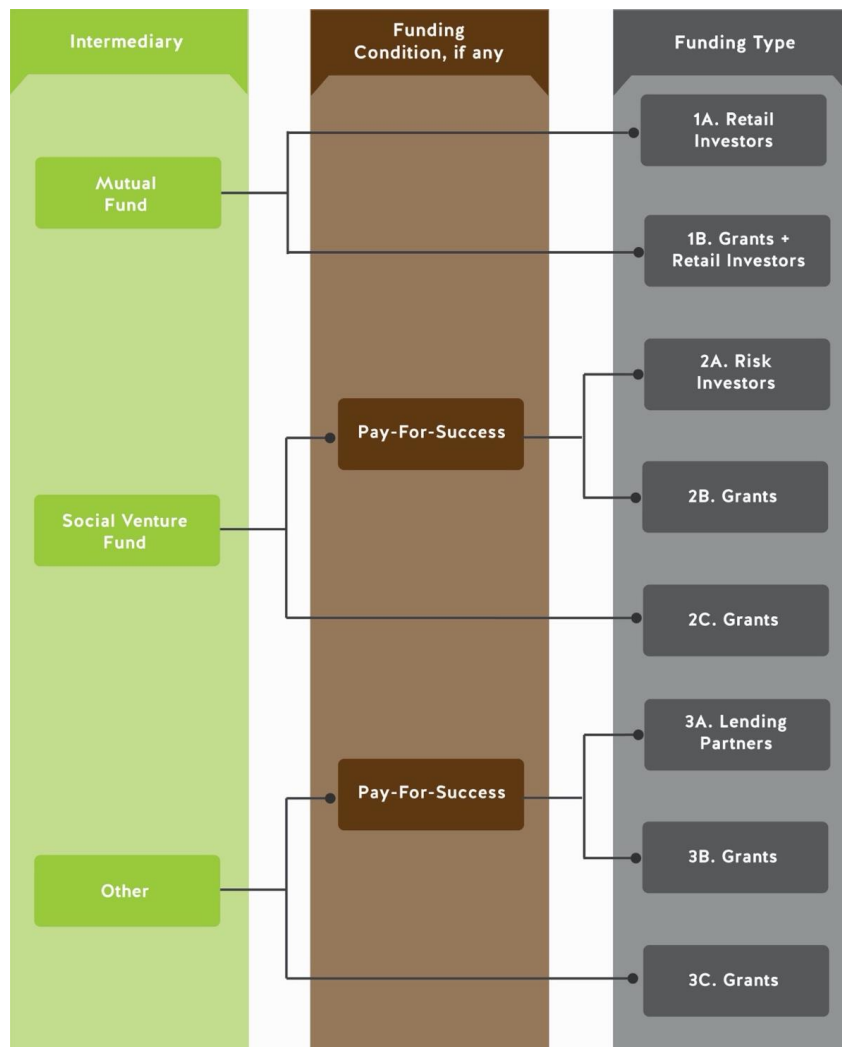 Intermediary
Funding
Condition, if any
Funding Type
Mutual
Fund
1A. Retail
Investors
1B. Grants +
Retail Investors
Social Venture
Fund
Pay-For-Success
2A. Risk
Investors
2B. Grants
2C. Grants
Other
Pay-For-Success
3A. Lending
Partners
3B. Grants
3C. Grants